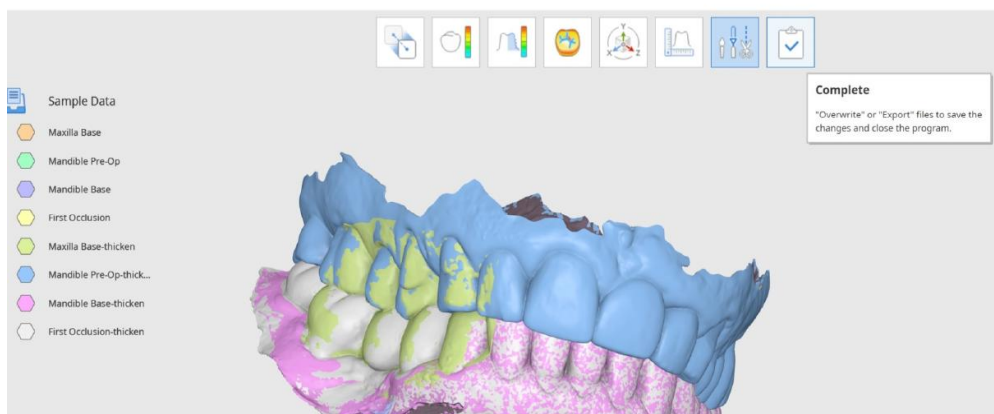 Y
X
Z
Complete
"Overwrite" or "Export" files to save the
changes and close the program.
Sample Data
Maxilla Base
Mandible Pre-Op
Mandible Base
First Occlusion
Maxilla Base-thicken
Mandible Pre-Op-thick...
Mandible Base-thicken
First Occlusion-thicken